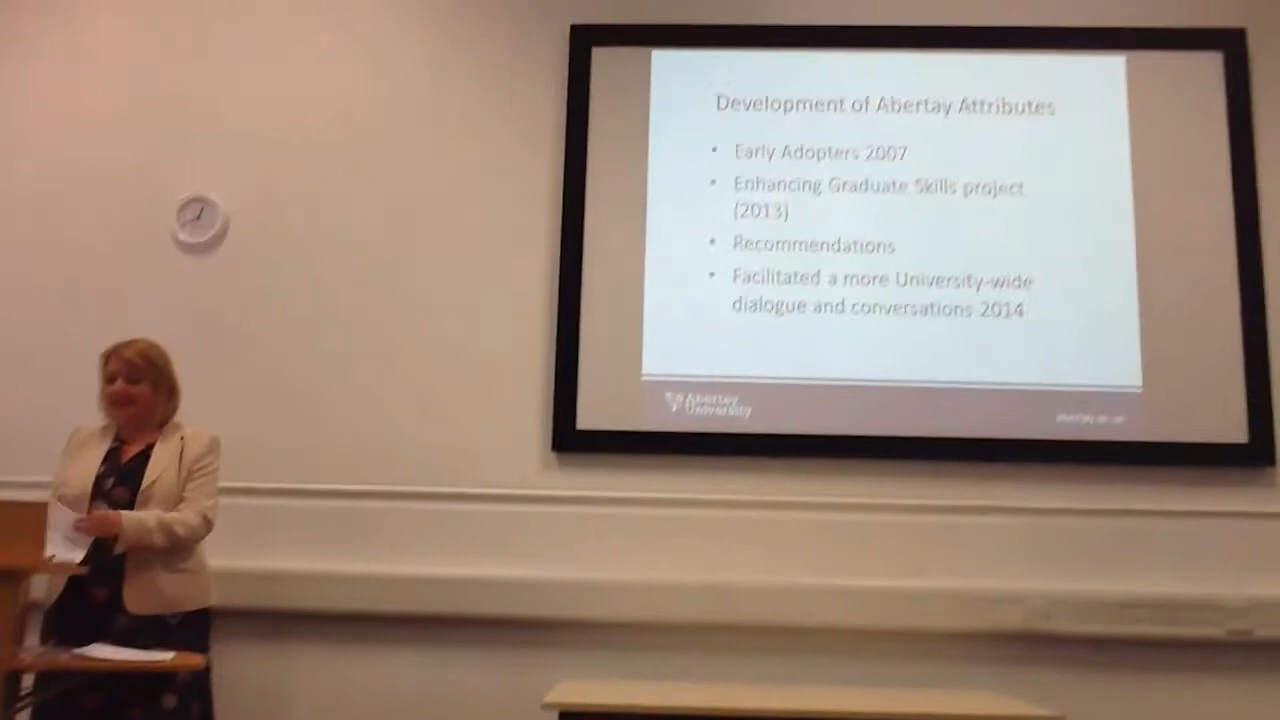 Development of Abertay Attributes
• Early Adopters 2007
• Enhancing Graduate Skills project
(2013)
• Recommendations
• Facilitated a more University-wide
dialogue and conversations 2014
Abertay
University